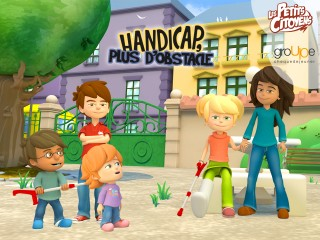 Les Petits
Citoyens
HANDICAP,
PLUS D'OBSTACLE
groUpe